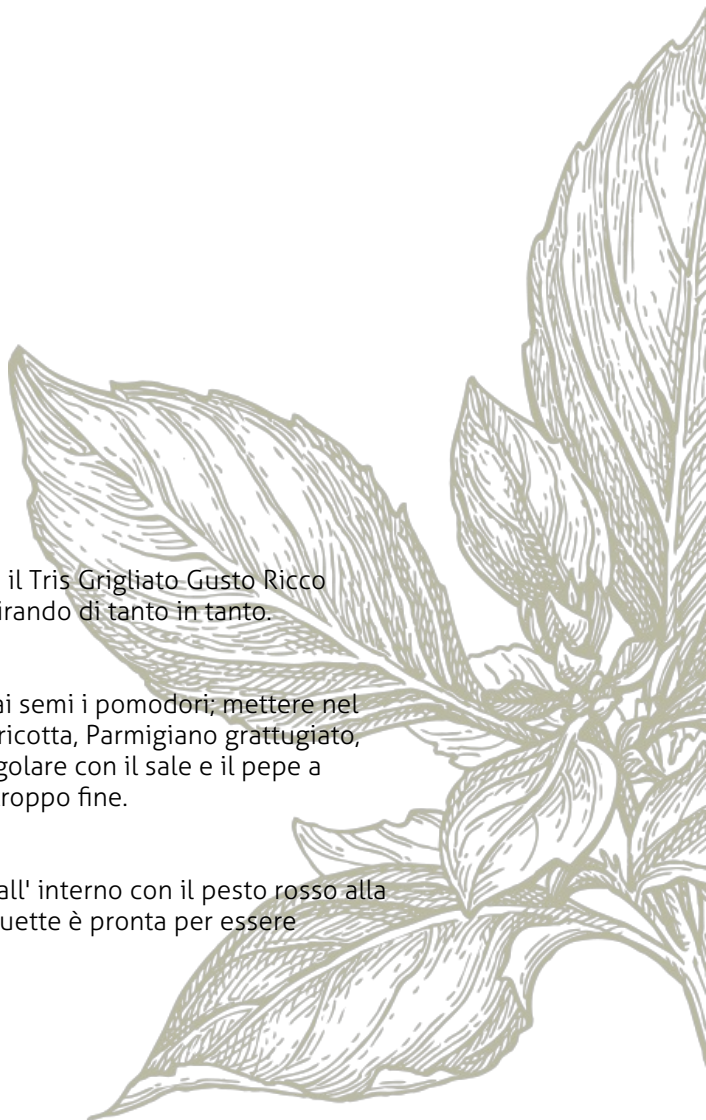 il Tris Grigliato Gusto Ricco
irando di tanto in tanto.
ai semi i pomodori; mettere nel
ricotta, Parmigiano grattugiato,
golare con il sale e il pepe a
roppo fine.
all' interno con il pesto rosso alla
uette è pronta per essere